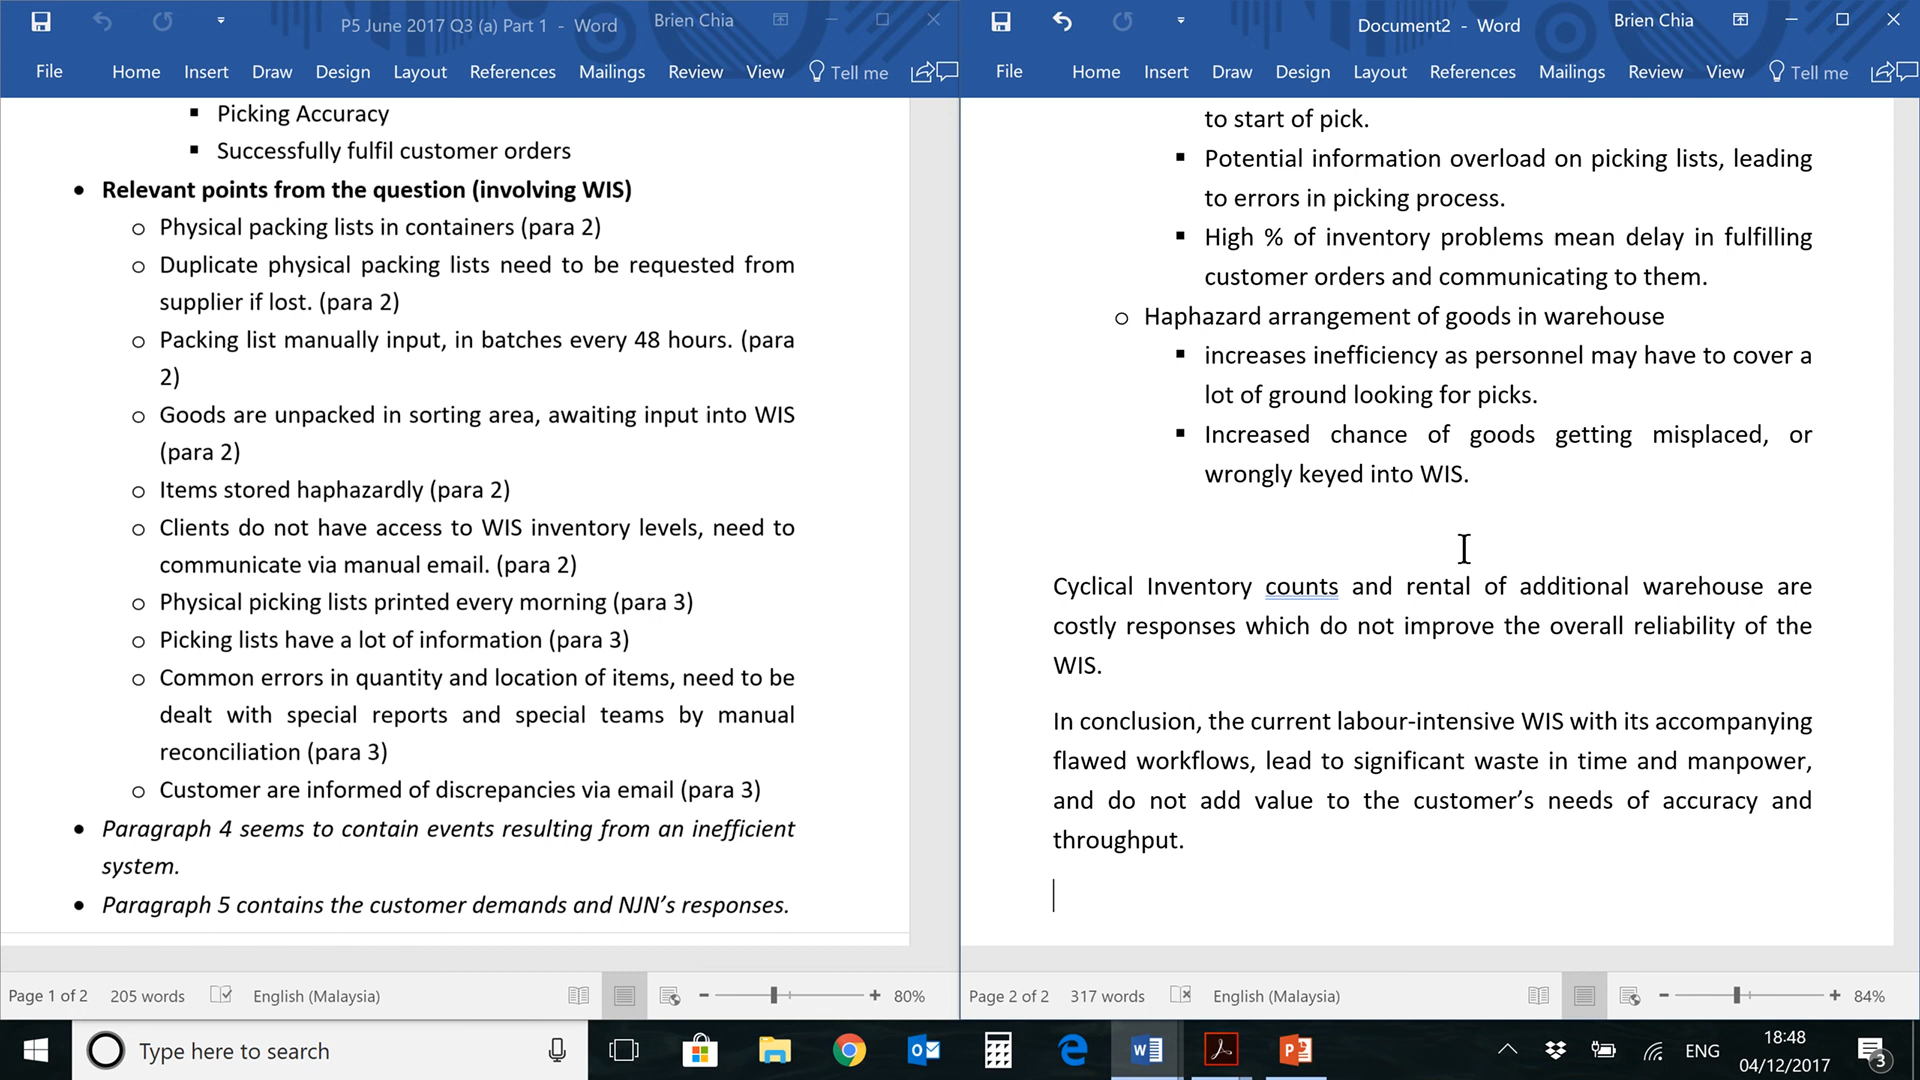 P5 June 2017 Q3 (a) Part 1 - Word
Brien Chia
File Home Insert Draw Design Layout References Mailings Review View Tell me
Picking Accuracy
Successfully fulfil customer orders
Relevant points from the question (involving WIS)
Physical packing lists in containers (para 2)
Duplicate physical packing lists need to be requested from
supplier if lost. (para 2)
Packing list manually input, in batches every 48 hours. (para
2)
Goods are unpacked in sorting area, awaiting input into WIS
(para 2)
Items stored haphazardly (para 2)
Clients do not have access to WIS inventory levels, need to
communicate via manual email. (para 2)
Physical picking lists printed every morning (para 3)
Picking lists have a lot of information (para 3)
Common errors in quantity and location of items, need to be
dealt with special reports and special teams by manual
reconciliation (para 3)
Customer are informed of discrepancies via email (para 3)
Paragraph 4 seems to contain events resulting from an inefficient
system.
Paragraph 5 contains the customer demands and NJN's responses.
Page 1 of 2 205 words English (Malaysia) 80%
Document2 - Word
Brien Chia
File Home Insert Draw Design Layout References Mailings Review View Tell me
to start of pick.
Potential information overload on picking lists, leading
to errors in picking process.
High % of inventory problems mean delay in fulfilling
customer orders and communicating to them.
Haphazard arrangement of goods in warehouse
increases inefficiency as personnel may have to cover a
lot of ground looking for picks.
Increased chance of goods getting misplaced, or
wrongly keyed into WIS.
Cyclical Inventory counts and rental of additional warehouse are
costly responses which do not improve the overall reliability of the
WIS.
In conclusion, the current labour-intensive WIS with its accompanying
flawed workflows, lead to significant waste in time and manpower,
and do not add value to the customer's needs of accuracy and
throughput.
Page 2 of 2 317 words English (Malaysia) 84%
Type here to search
ENG
18:48
04/12/2017
3